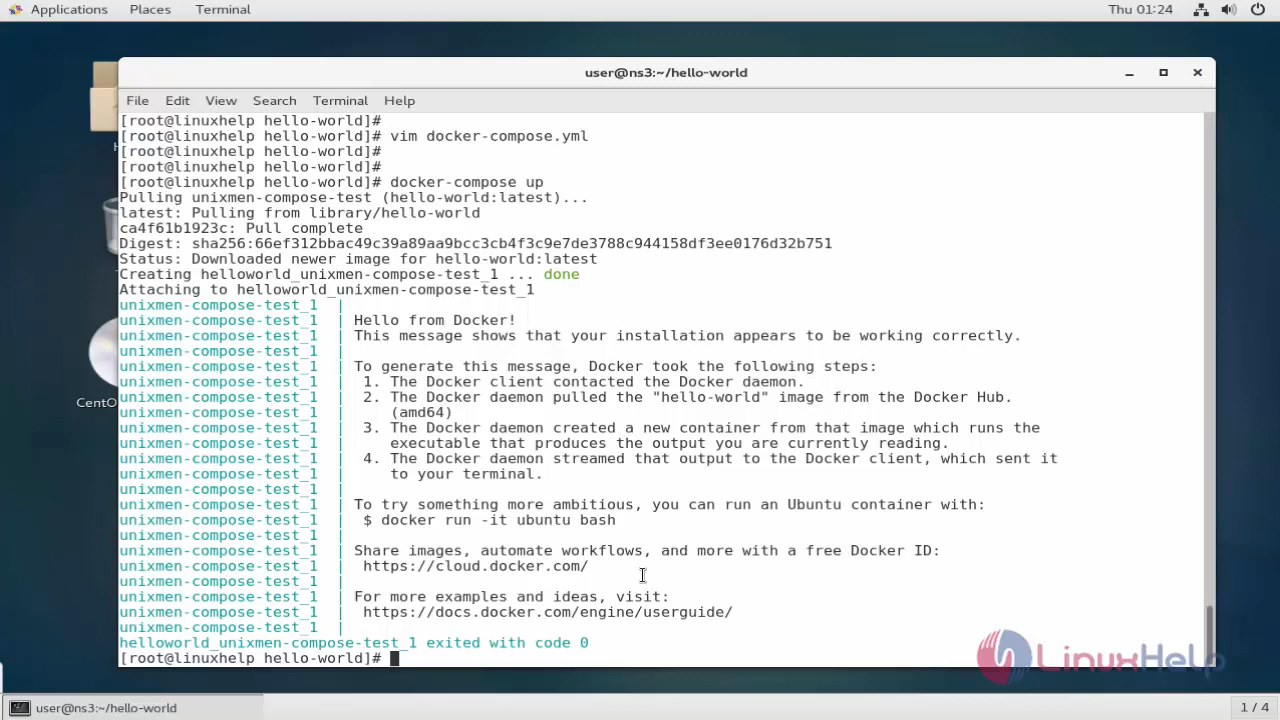 Applications Places Terminal Thu 01:24
user@ns3:~/hello-world
File Edit View Search Terminal Help
[root@linuxhelp hello-world]#
[root@linuxhelp hello-world]# vim docker-compose.yml
[root@linuxhelp hello-world]#
[root@linuxhelp hello-world]#
[root@linuxhelp hello-world]# docker-compose up
Pulling unixmen-compose-test (hello-world:latest)...
latest: Pulling from library/hello-world
ca4f61b1923c: Pull complete
Digest: sha256:66ef312bbac49c39a89aa9bcc3cb4f3c9e7de3788c944158df3ee0176d32b751
Status: Downloaded newer image for hello-world:latest
Creating helloworld_unixmen-compose-test_1 ... done
Attaching to helloworld_unixmen-compose-test_1
unixmen-compose-test_1 |
unixmen-compose-test_1 | Hello from Docker!
unixmen-compose-test_1 | This message shows that your installation appears to be working correctly.
unixmen-compose-test_1 |
unixmen-compose-test_1 | To generate this message, Docker took the following steps:
unixmen-compose-test_1 | 1. The Docker client contacted the Docker daemon.
unixmen-compose-test_1 | 2. The Docker daemon pulled the "hello-world" image from the Docker Hub.
unixmen-compose-test_1 | (amd64)
unixmen-compose-test_1 | 3. The Docker daemon created a new container from that image which runs the
unixmen-compose-test_1 | executable that produces the output you are currently reading.
unixmen-compose-test_1 | 4. The Docker daemon streamed that output to the Docker client, which sent it
unixmen-compose-test_1 | to your terminal.
unixmen-compose-test_1 |
unixmen-compose-test_1 | To try something more ambitious, you can run an Ubuntu container with:
unixmen-compose-test_1 | $ docker run -it ubuntu bash
unixmen-compose-test_1 |
unixmen-compose-test_1 | Share images, automate workflows, and more with a free Docker ID:
unixmen-compose-test_1 | https://cloud.docker.com/
unixmen-compose-test_1 |
unixmen-compose-test_1 | For more examples and ideas, visit:
unixmen-compose-test_1 | https://docs.docker.com/engine/userguide/
unixmen-compose-test_1 |
helloworld_unixmen-compose-test_1 exited with code 0
[root@linuxhelp hello-world]#
LinuxHelp
user@ns3:~/hello-world 1 / 4